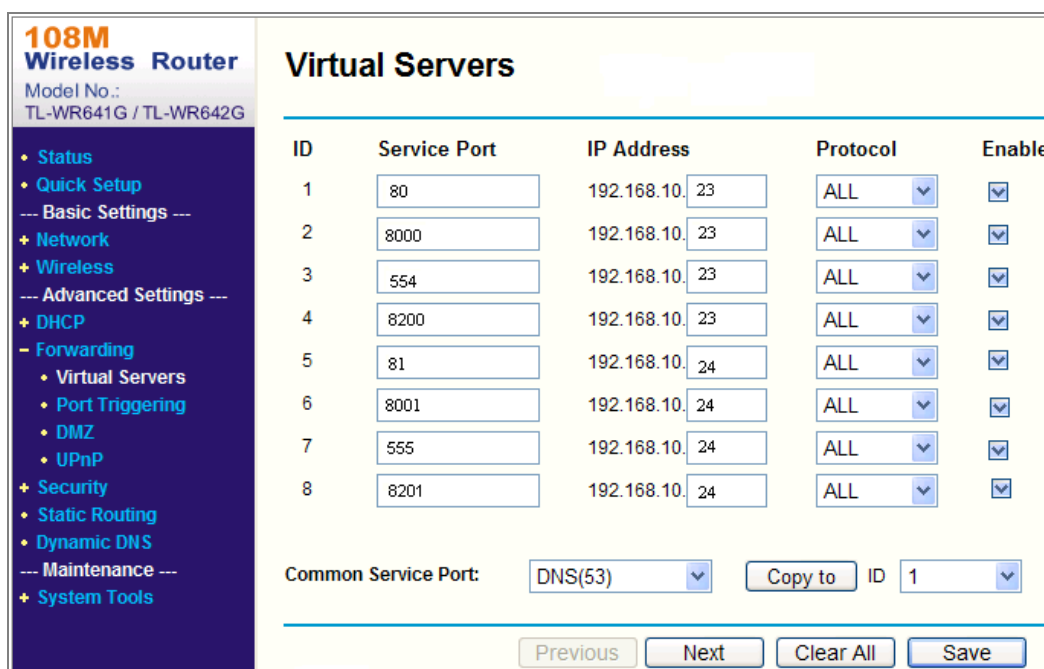 108M
Wireless Router
Model No.:
TL-WR641G / TL-WR642G
• Status
• Quick Setup
--- Basic Settings ---
+ Network
+ Wireless
--- Advanced Settings ---
+ DHCP
− Forwarding
• Virtual Servers
• Port Triggering
• DMZ
• UPnP
+ Security
• Static Routing
• Dynamic DNS
--- Maintenance ---
+ System Tools
Virtual Servers
ID Service Port IP Address Protocol Enable
1 80 192.168.10. 23 ALL
2 8000 192.168.10. 23 ALL
3 554 192.168.10. 23 ALL
4 8200 192.168.10. 23 ALL
5 81 192.168.10. 24 ALL
6 8001 192.168.10. 24 ALL
7 555 192.168.10. 24 ALL
8 8201 192.168.10. 24 ALL
Common Service Port: DNS(53) Copy to ID 1
Previous Next Clear All Save